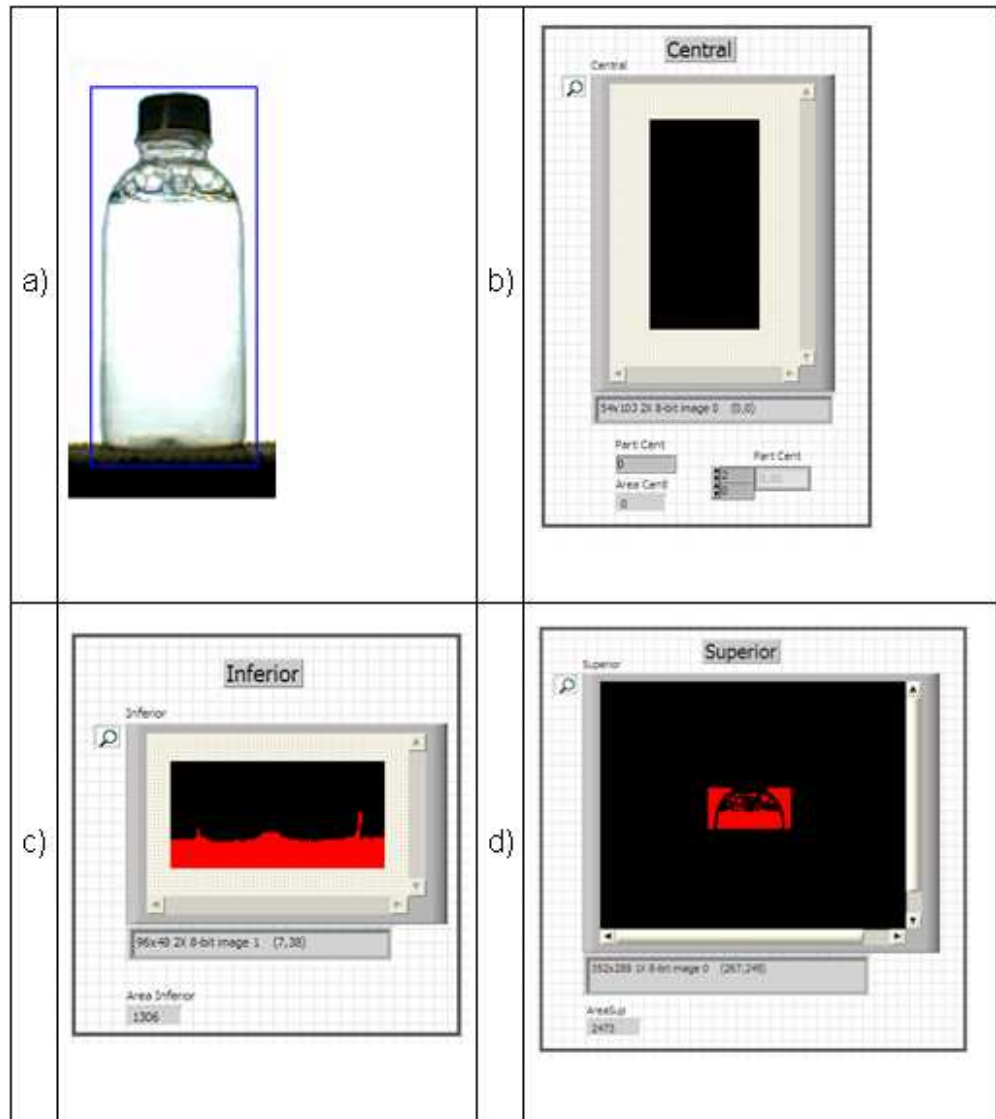 a)
b)
Central
Central
54x103 2X 8-bit image 0 (0,0)
Part Cent
0
Part Cent
Area Cent
0
c)
Inferior
Inferior
96x48 2X 8-bit image 1 (7,38)
Area Inferior
1306
d)
Superior
Superior
352x288 1X 8-bit image 0
AreaSup
2473